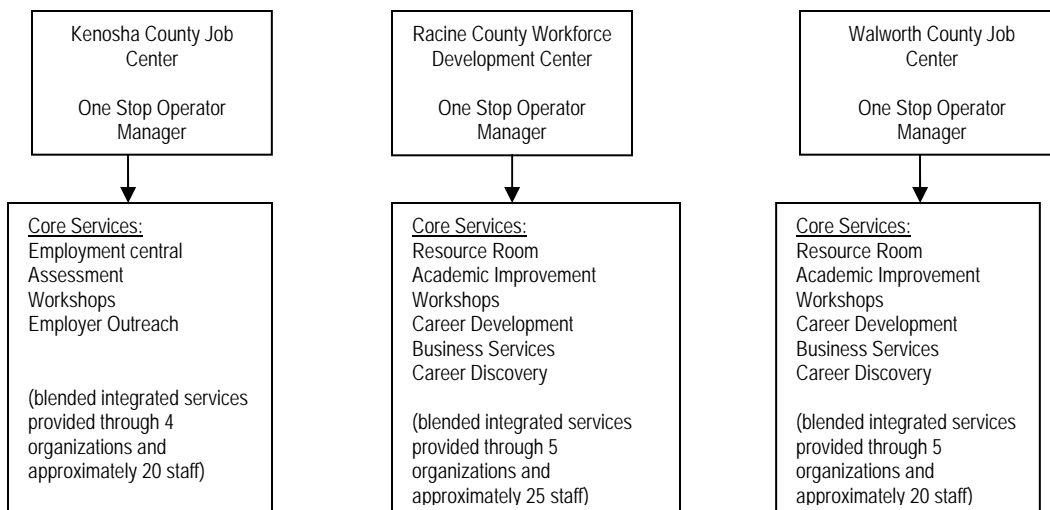 Kenosha County Job
Center
One Stop Operator
Manager
Core Services:
Employment central
Assessment
Workshops
Employer Outreach
(blended integrated services
provided through 4
organizations and
approximately 20 staff)
Racine County Workforce
Development Center
One Stop Operator
Manager
Core Services:
Resource Room
Academic Improvement
Workshops
Career Development
Business Services
Career Discovery
(blended integrated services
provided through 5
organizations and
approximately 25 staff)
Walworth County Job
Center
One Stop Operator
Manager
Core Services:
Resource Room
Academic Improvement
Workshops
Career Development
Business Services
Career Discovery
(blended integrated services
provided through 5
organizations and
approximately 20 staff)